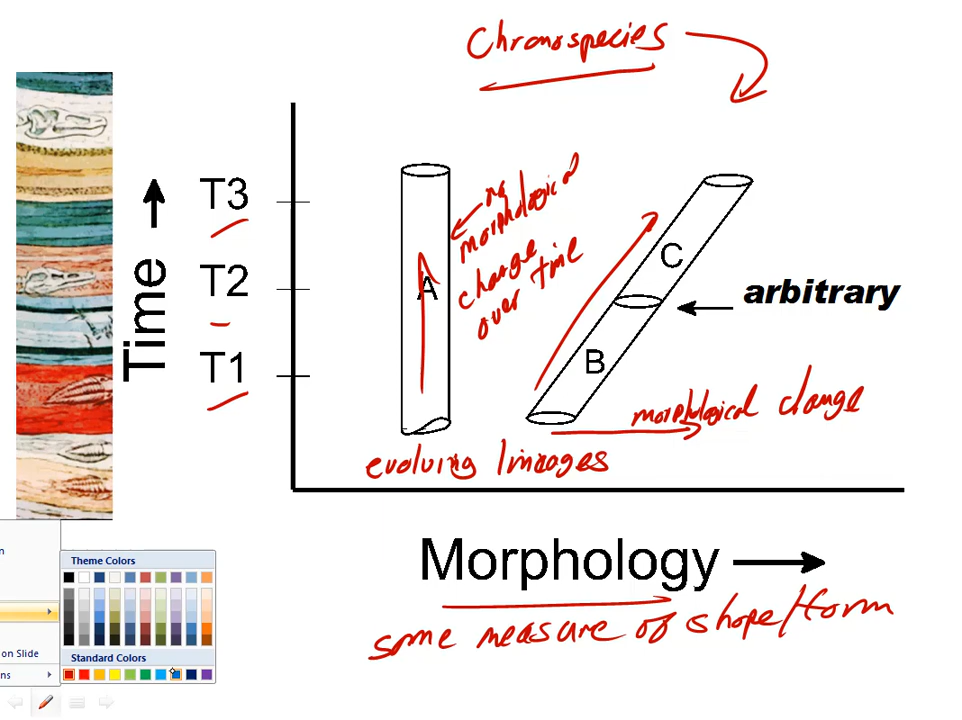 Chronospecies
T3
T2
T1
Time
A
no
morphological
change
over time
C
B
arbitrary
morphological change
evolving lineages
Morphology
some measure of shape/form
Theme Colors
Standard Colors
n
on Slide
ns